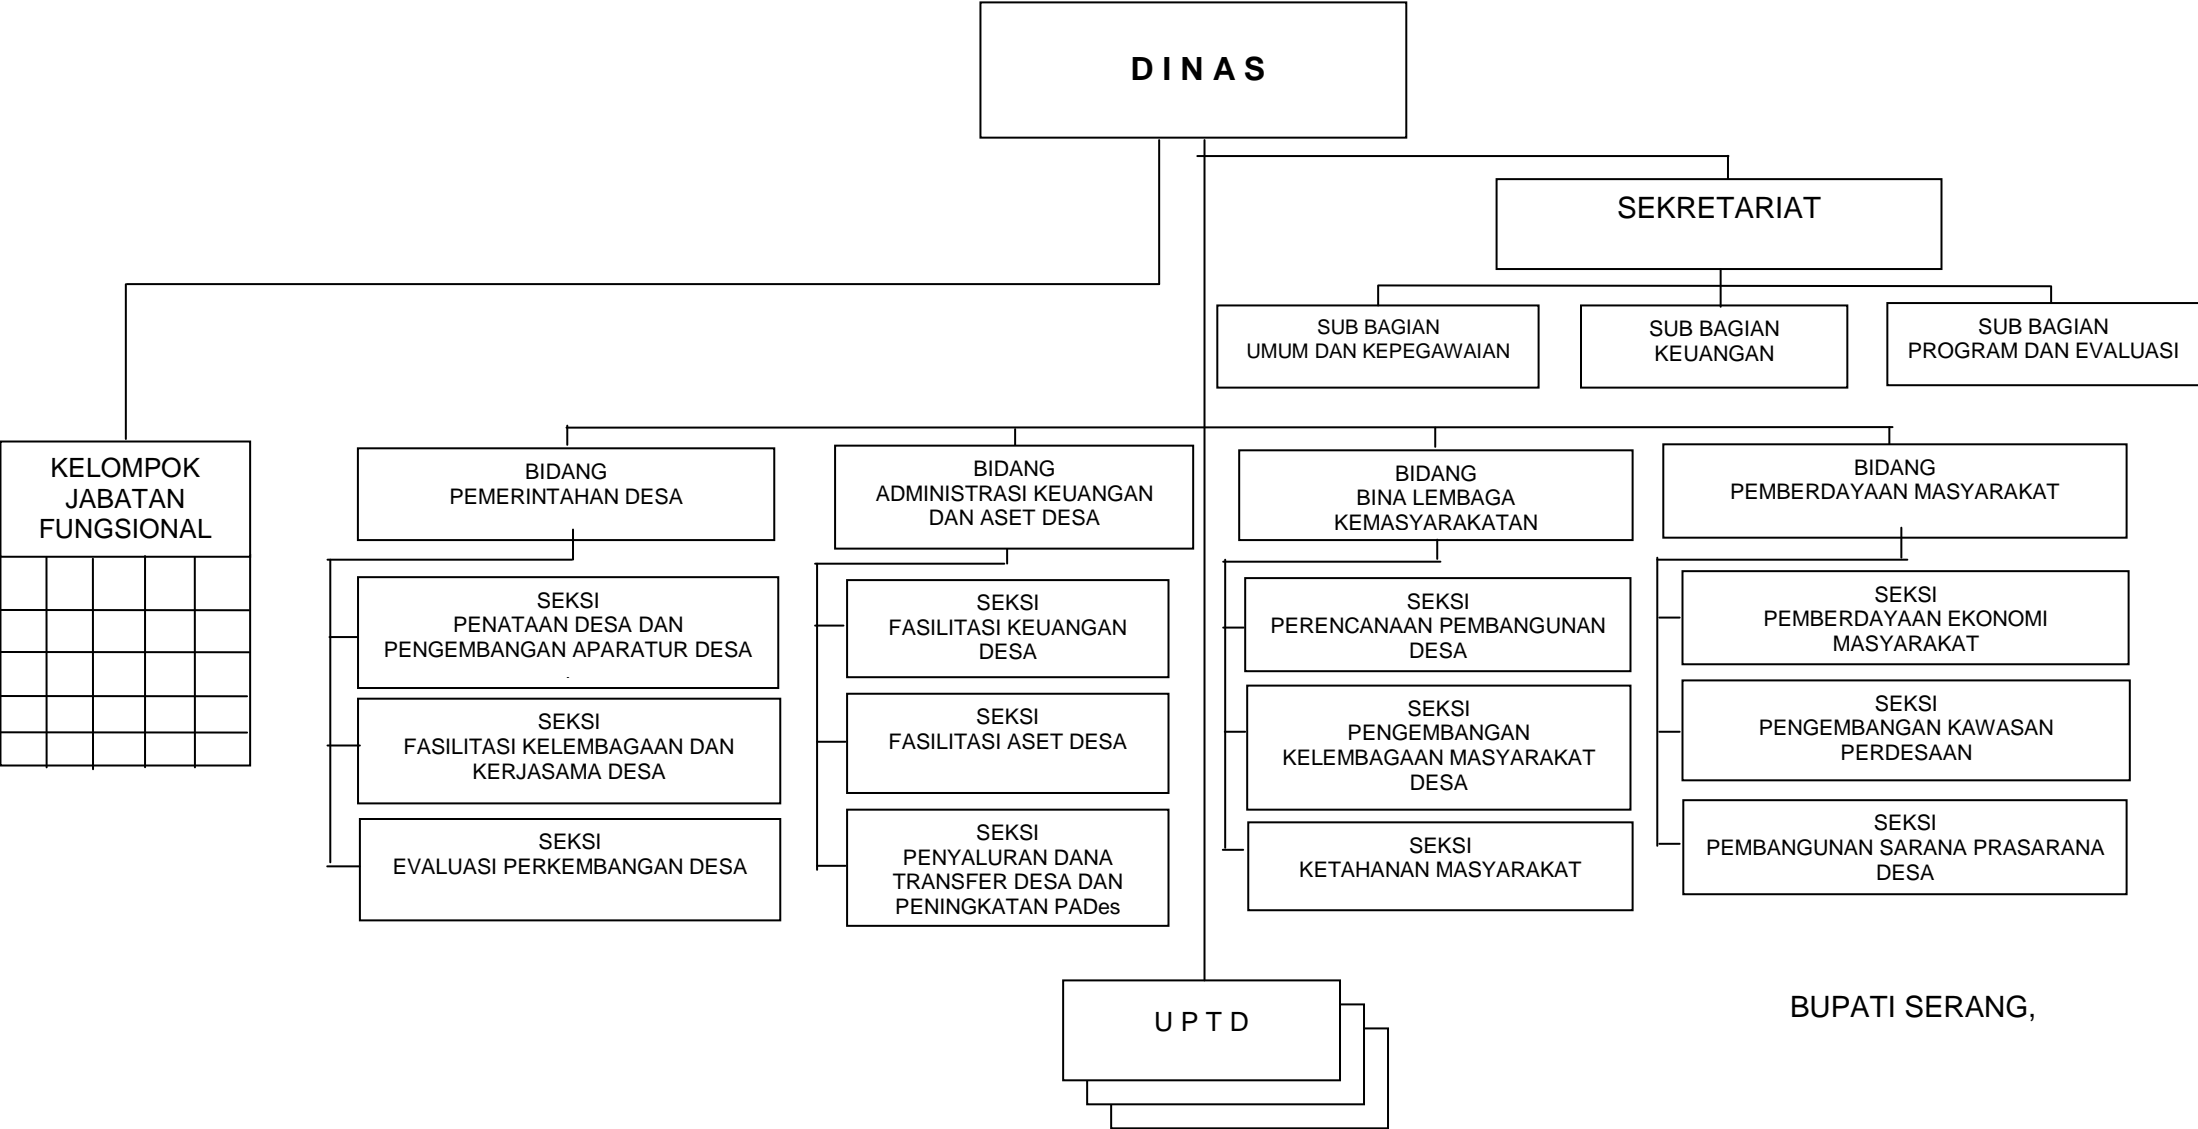 D I N A S
SEKRETARIAT
SUB BAGIAN
UMUM DAN KEPEGAWAIAN
SUB BAGIAN
KEUANGAN
SUB BAGIAN
PROGRAM DAN EVALUASI
KELOMPOK
JABATAN
FUNGSIONAL
BIDANG
PEMERINTAHAN DESA
SEKSI
PENATAAN DESA DAN
PENGEMBANGAN APARATUR DESA
.
SEKSI
FASILITASI KELEMBAGAAN DAN
KERJASAMA DESA
SEKSI
EVALUASI PERKEMBANGAN DESA
BIDANG
ADMINISTRASI KEUANGAN
DAN ASET DESA
SEKSI
FASILITASI KEUANGAN
DESA
SEKSI
FASILITASI ASET DESA
SEKSI
PENYALURAN DANA
TRANSFER DESA DAN
PENINGKATAN PADes
BIDANG
BINA LEMBAGA
KEMASYARAKATAN
SEKSI
PERENCANAAN PEMBANGUNAN
DESA
SEKSI
PENGEMBANGAN
KELEMBAGAAN MASYARAKAT
DESA
SEKSI
KETAHANAN MASYARAKAT
BIDANG
PEMBERDAYAAN MASYARAKAT
SEKSI
PEMBERDAYAAN EKONOMI
MASYARAKAT
SEKSI
PENGEMBANGAN KAWASAN
PERDESAAN
SEKSI
PEMBANGUNAN SARANA PRASARANA
DESA
U P T D
BUPATI SERANG,